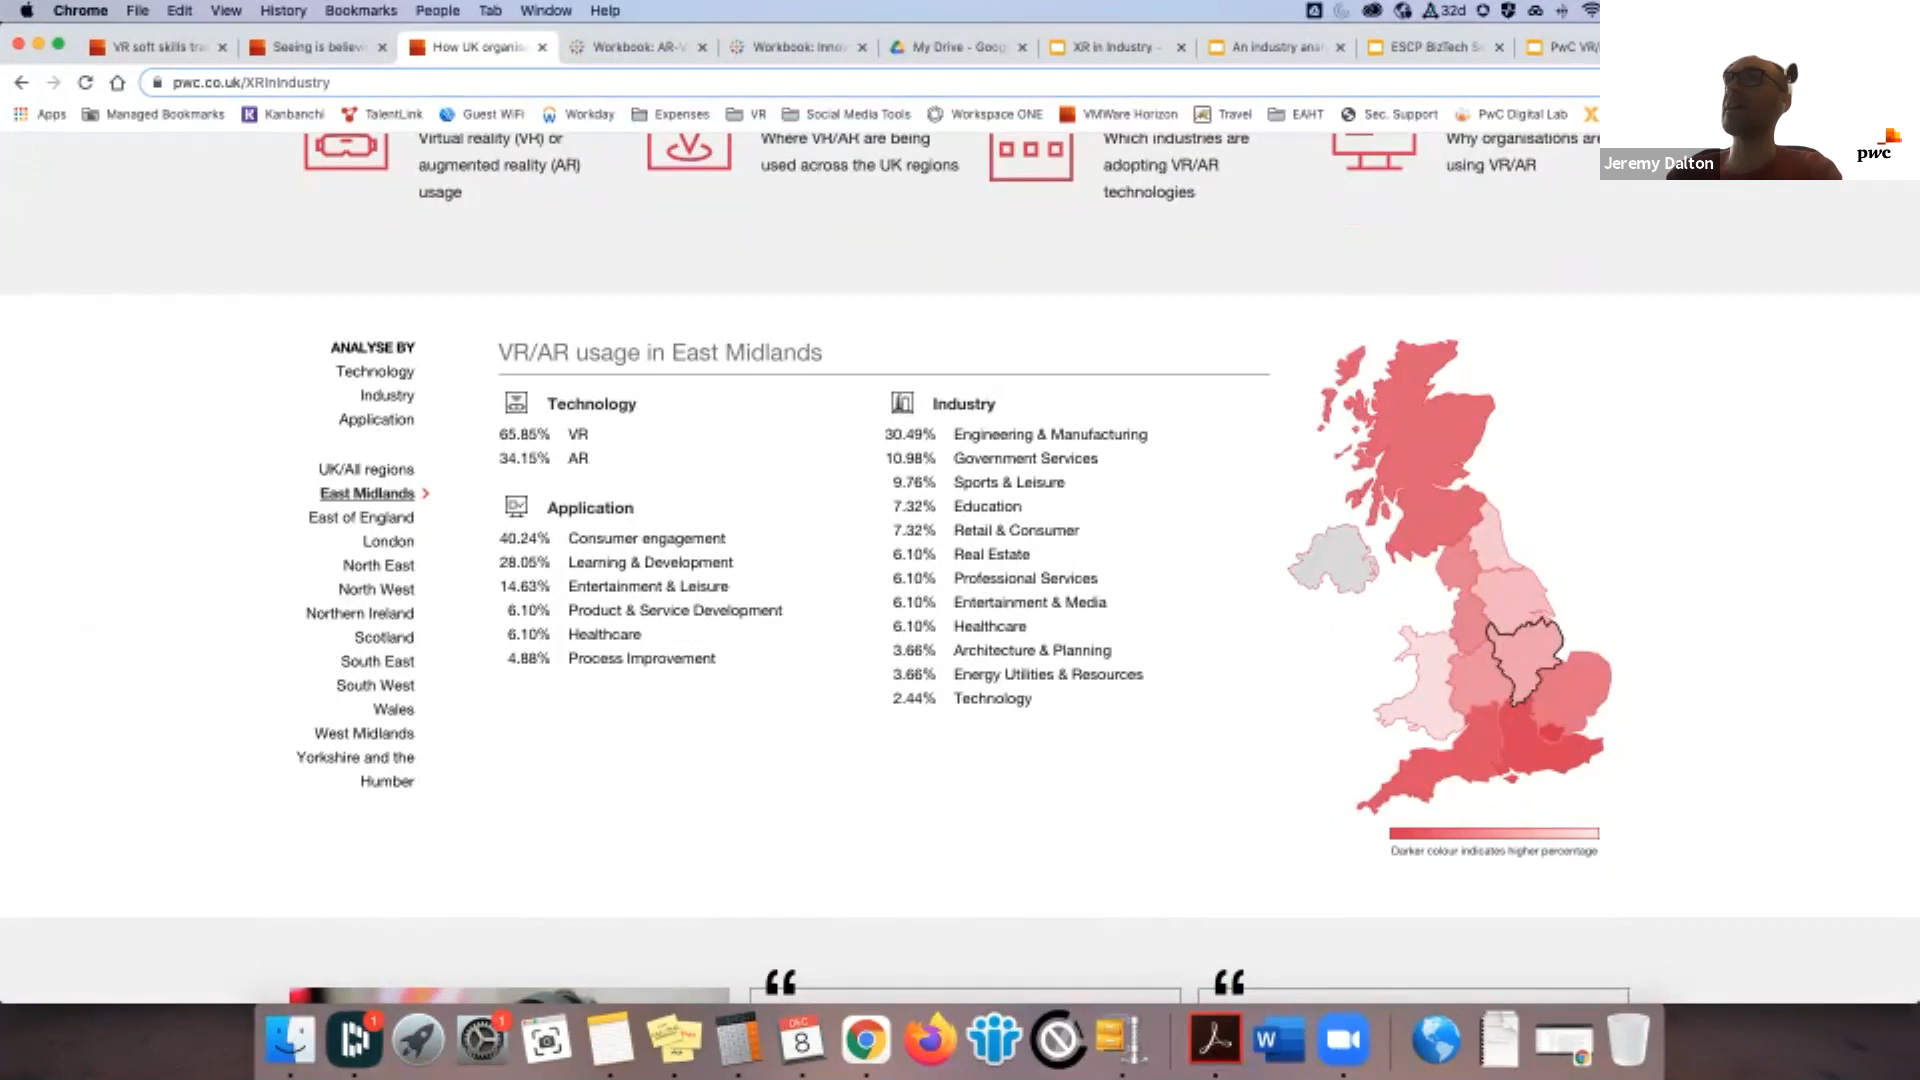 Chrome File Edit View History Bookmarks People Tab Window Help 32d
VR soft skills tra
Seeing is believ
How UK organis
Workbook: AR-V
Workbook: Innov
My Drive - Goog
XR in Industry -
An industry anal
ESCP BizTech S
PwC VR/
pwc.co.uk/XRInIndustry
Apps Managed Bookmarks Kanbanchi TalentLink Guest WiFi Workday Expenses VR Social Media Tools Workspace ONE VMWare Horizon Travel EAHT Sec. Support PwC Digital Lab
Jeremy Dalton
pwc
Virtual reality (VR) or
augmented reality (AR)
usage
Where VR/AR are being
used across the UK regions
Which industries are
adopting VR/AR
technologies
Why organisations are
using VR/AR
ANALYSE BY
Technology
Industry
Application
UK/All regions
East Midlands
East of England
London
North East
North West
Northern Ireland
Scotland
South East
South West
Wales
West Midlands
Yorkshire and the
Humber
VR/AR usage in East Midlands
Technology
65.85% VR
34.15% AR
Application
40.24% Consumer engagement
28.05% Learning & Development
14.63% Entertainment & Leisure
6.10% Product & Service Development
6.10% Healthcare
4.88% Process Improvement
Industry
30.49% Engineering & Manufacturing
10.98% Government Services
9.76% Sports & Leisure
7.32% Education
7.32% Retail & Consumer
6.10% Real Estate
6.10% Professional Services
6.10% Entertainment & Media
6.10% Healthcare
3.66% Architecture & Planning
3.66% Energy Utilities & Resources
2.44% Technology
Darker colour indicates higher percentage
“ “
1 1 DEC 8 W